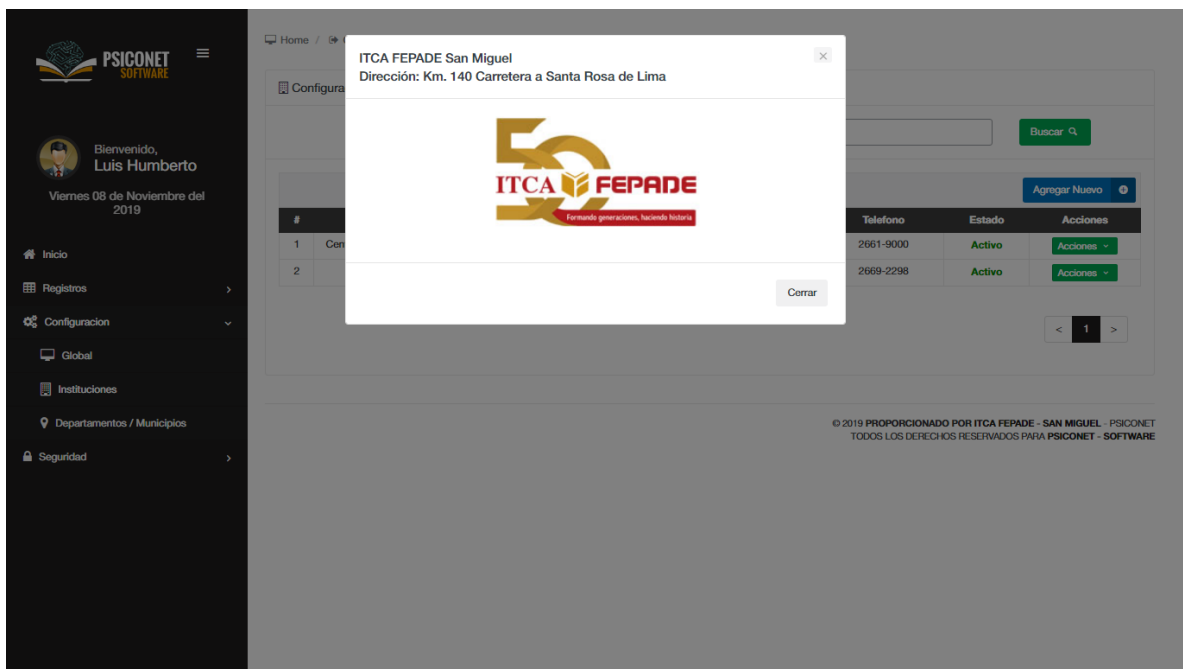 PSICONET
SOFTWARE
Bienvenido,
Luis Humberto
Viernes 08 de Noviembre del
2019
Inicio
Registros
Configuracion
Global
Instituciones
Departamentos / Municipios
Seguridad
Home /
ITCA FEPADE San Miguel
Dirección: Km. 140 Carretera a Santa Rosa de Lima
×
50
ITCA FEPADE
Formando generaciones, haciendo historia
Cerrar
Buscar
Agregar Nuevo
# Telefono Estado Acciones
1 2661-9000 Activo Acciones
2 2669-2298 Activo Acciones
< 1 >
© 2019 PROPORCIONADO POR ITCA FEPADE - SAN MIGUEL - PSICONET
TODOS LOS DERECHOS RESERVADOS PARA PSICONET - SOFTWARE